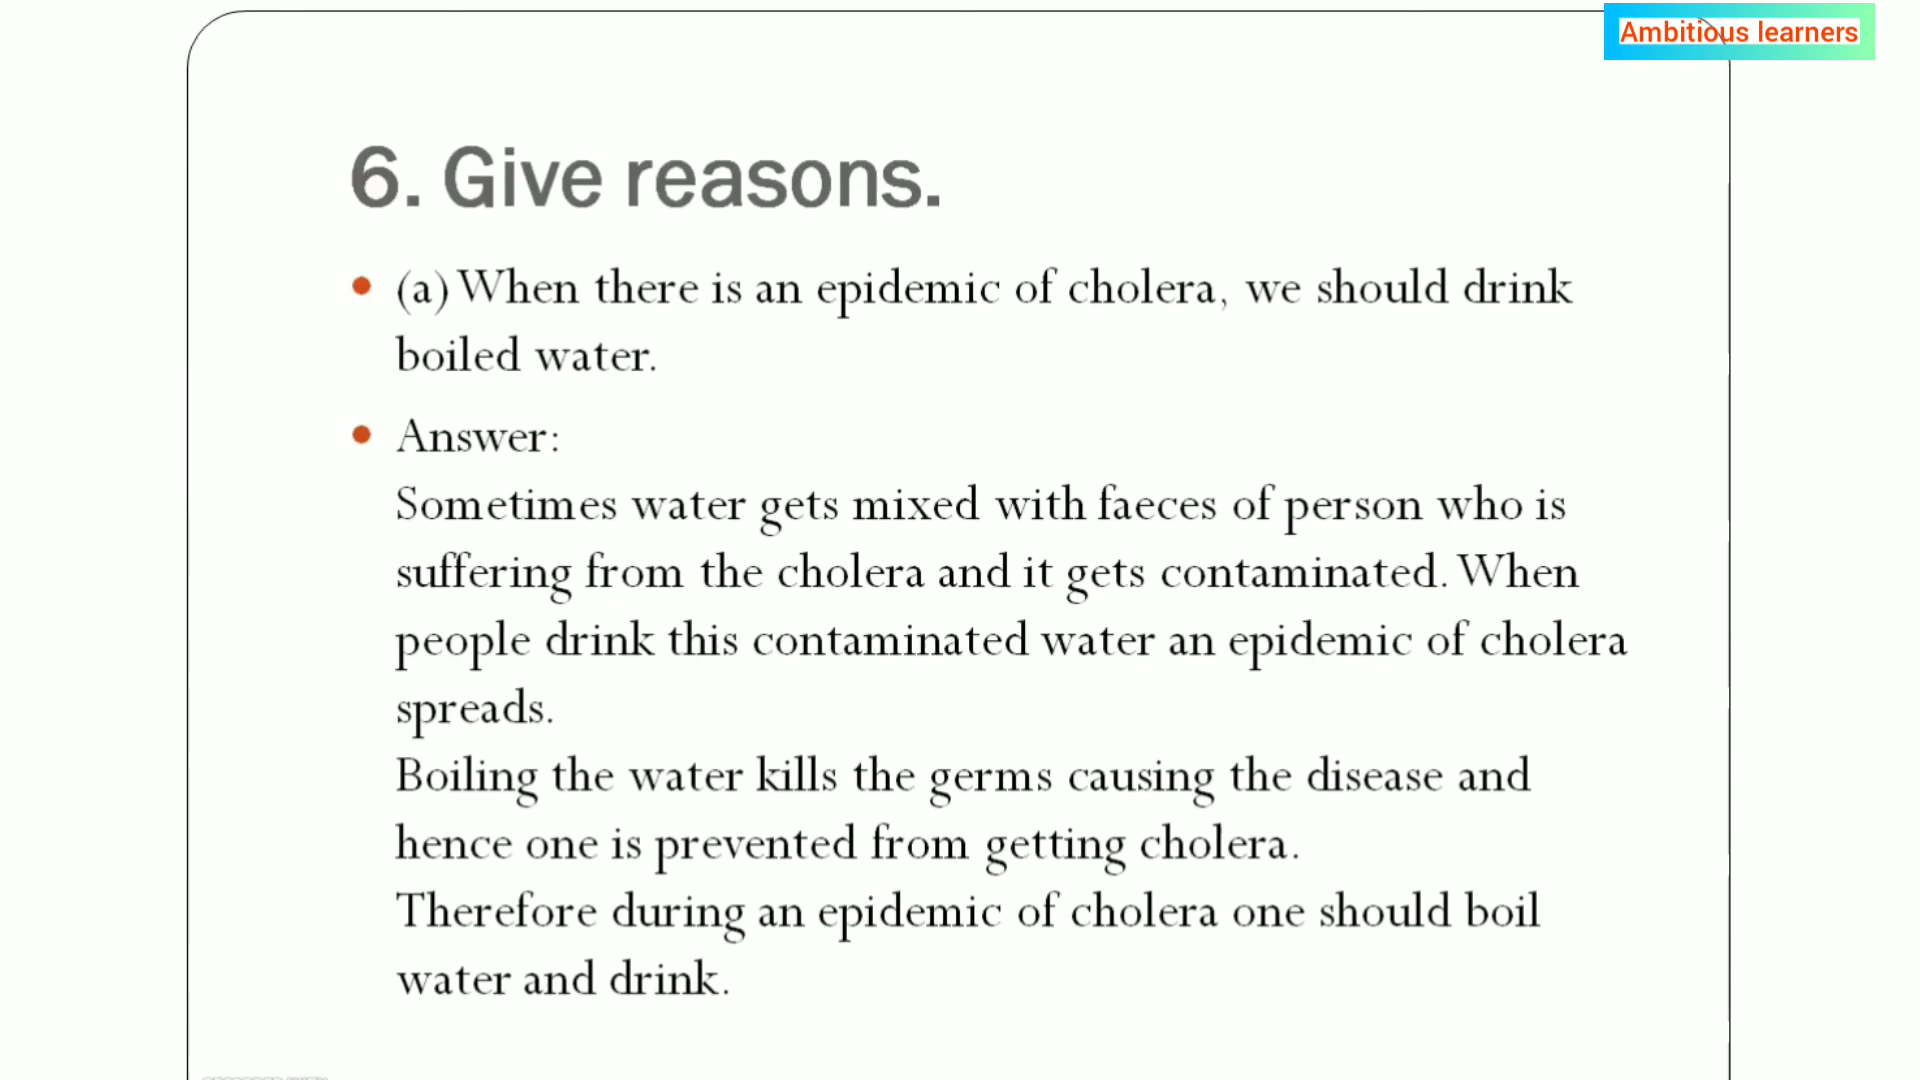 Ambitious learners
6. Give reasons.
• (a) When there is an epidemic of cholera, we should drink
boiled water.
• Answer:
Sometimes water gets mixed with faeces of person who is
suffering from the cholera and it gets contaminated. When
people drink this contaminated water an epidemic of cholera
spreads.
Boiling the water kills the germs causing the disease and
hence one is prevented from getting cholera.
Therefore during an epidemic of cholera one should boil
water and drink.